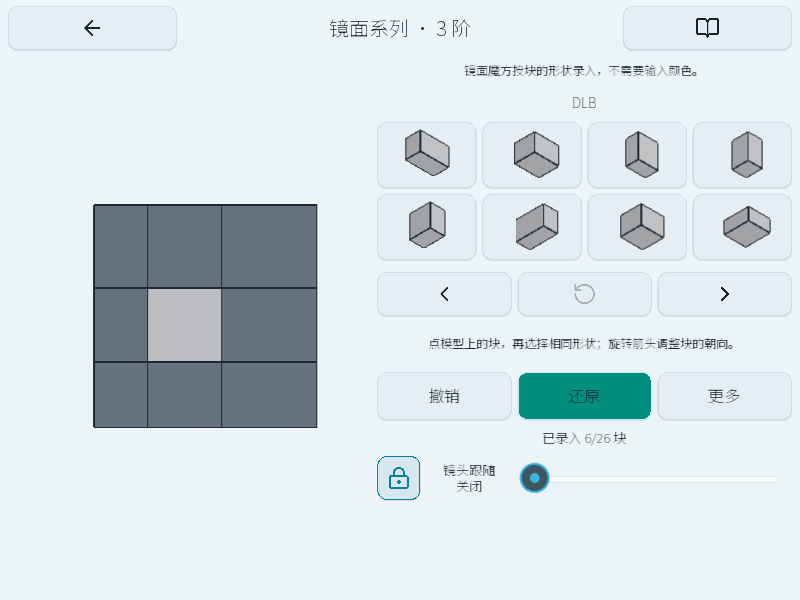 镜面系列 · 3 阶
镜面魔方按块的形状录入，不需要输入颜色。
DLB
点模型上的块，再选择相同形状；旋转箭头调整块的朝向。
撤销
还原
更多
已录入 6/26 块
镜头跟随
关闭